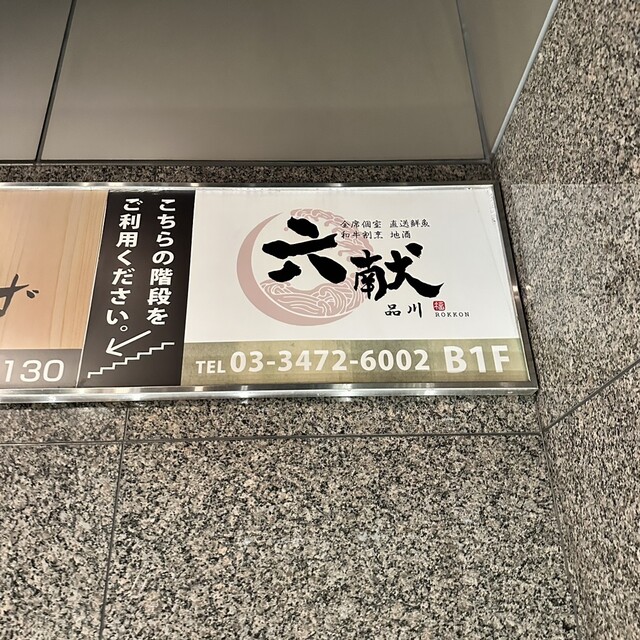 げ
130
こちらの階段を
ご利用ください。
全席個室 直送鮮魚
和牛割烹 地酒
六献
品川 福 ROKKON
TEL 03-3472-6002 B1F